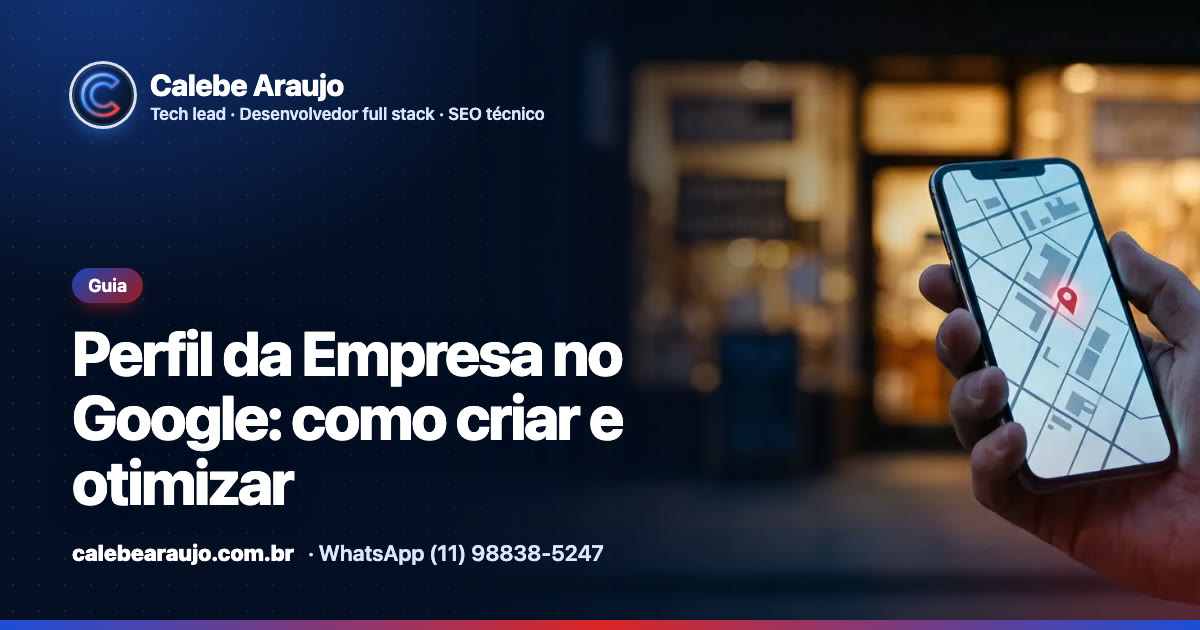 Calebe Araujo
Tech lead · Desenvolvedor full stack · SEO técnico
Guia
Perfil da Empresa no
Google: como criar e
otimizar
calebearaujo.com.br · WhatsApp (11) 98838-5247